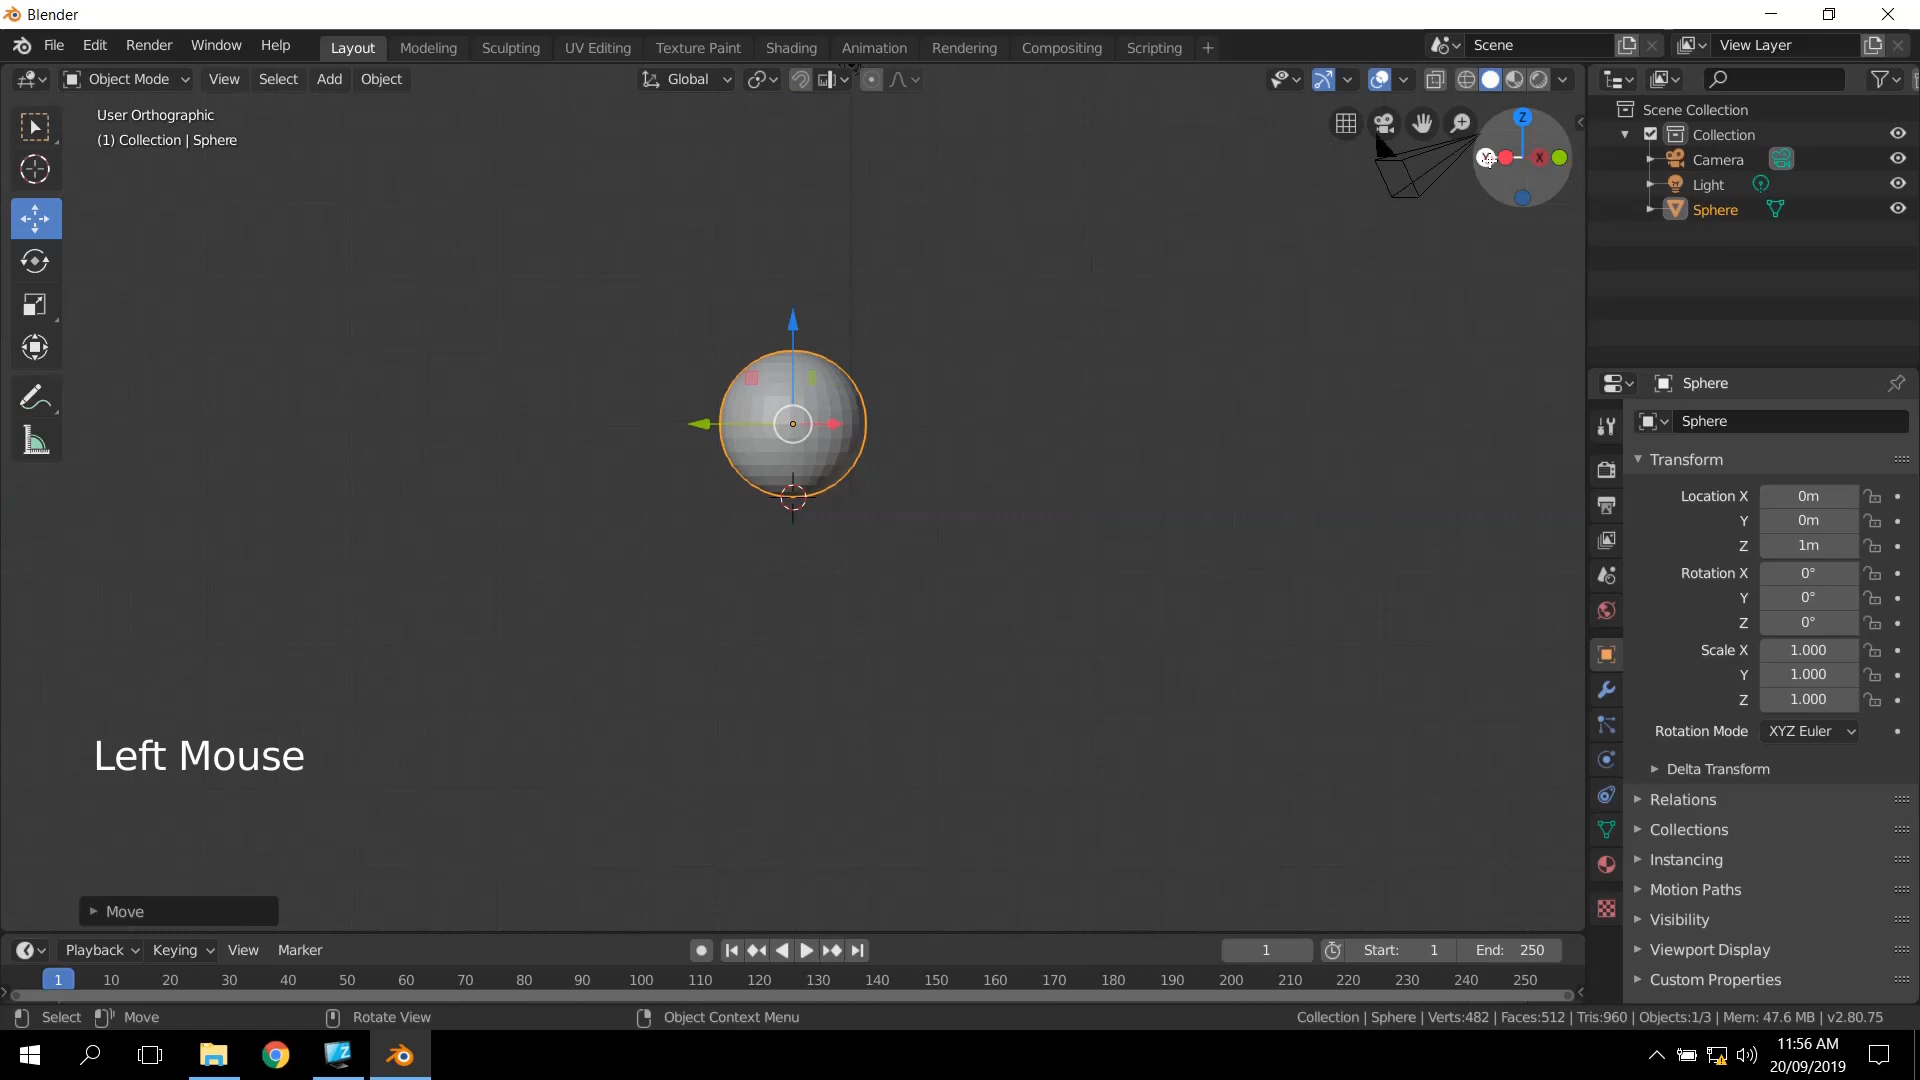 Blender
File Edit Render Window Help Layout Modeling Sculpting UV Editing Texture Paint Shading Animation Rendering Compositing Scripting + Scene View Layer
Object Mode View Select Add Object Global
User Orthographic
(1) Collection | Sphere
Z
Y X
Scene Collection
Collection
Camera
Light
Sphere
Sphere
Sphere
Transform
Location X 0m
Y 0m
Z 1m
Rotation X 0°
Y 0°
Z 0°
Scale X 1.000
Y 1.000
Z 1.000
Rotation Mode XYZ Euler
Delta Transform
Relations
Collections
Instancing
Motion Paths
Visibility
Viewport Display
Custom Properties
Left Mouse
Move
Playback Keying View Marker 1 Start: 1 End: 250
1 10 20 30 40 50 60 70 80 90 100 110 120 130 140 150 160 170 180 190 200 210 220 230 240 250
Select Move Rotate View Object Context Menu Collection | Sphere | Verts:482 | Faces:512 | Tris:960 | Objects:1/3 | Mem: 47.6 MB | v2.80.75
11:56 AM
20/09/2019